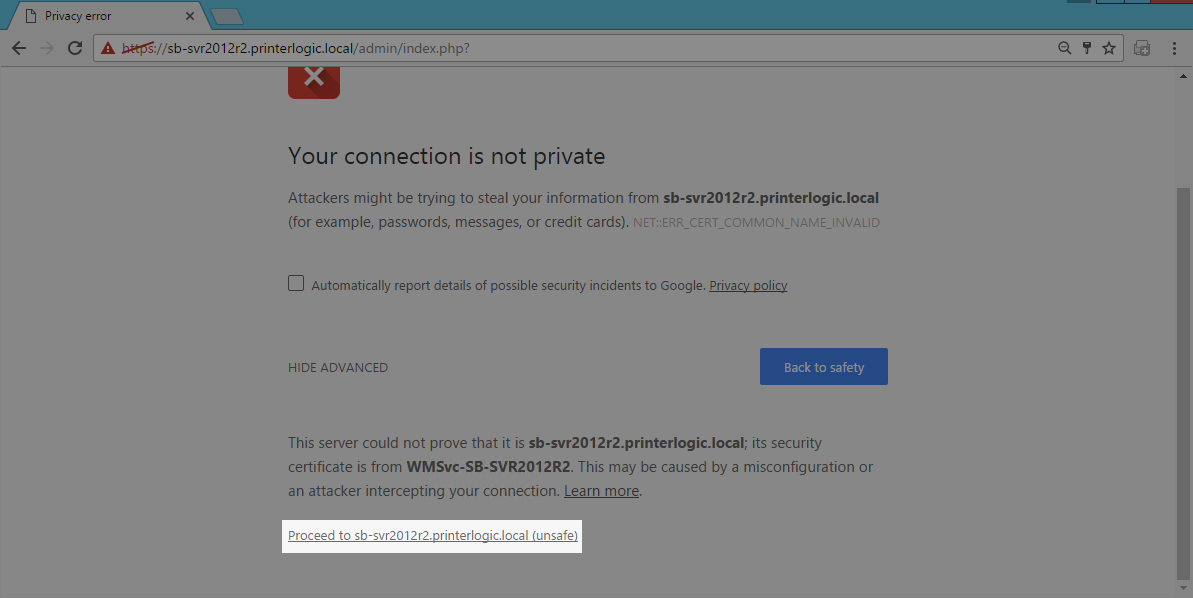 Privacy error
https://sb-svr2012r2.printerlogic.local/admin/index.php?
Your connection is not private
Attackers might be trying to steal your information from sb-svr2012r2.printerlogic.local
(for example, passwords, messages, or credit cards). NET::ERR_CERT_COMMON_NAME_INVALID
Automatically report details of possible security incidents to Google. Privacy policy
HIDE ADVANCED
Back to safety
This server could not prove that it is sb-svr2012r2.printerlogic.local; its security
certificate is from WMSvc-SB-SVR2012R2. This may be caused by a misconfiguration or
an attacker intercepting your connection. Learn more.
Proceed to sb-svr2012r2.printerlogic.local (unsafe)